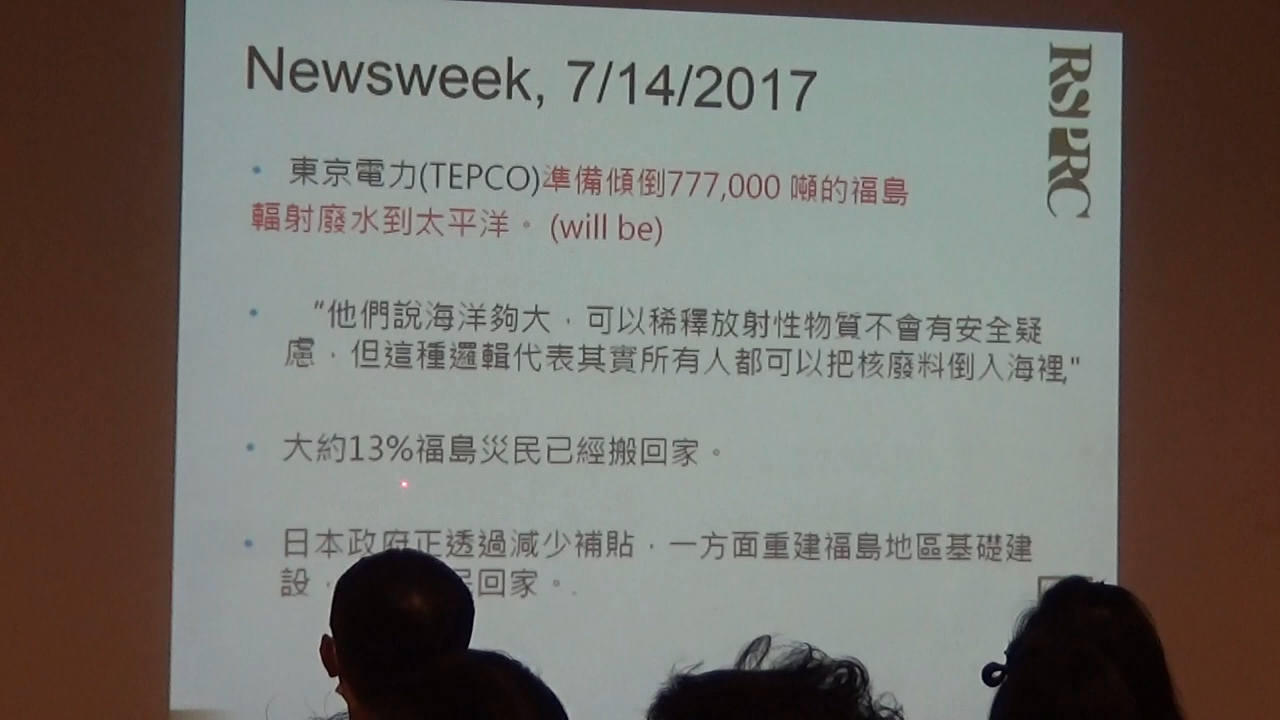 Newsweek, 7/14/2017
RSPRC
• 東京電力(TEPCO)準備傾倒777,000 噸的福島
輻射廢水到太平洋。(will be)
• “他們說海洋夠大，可以稀釋放射性物質不會有安全疑
慮，但這種邏輯代表其實所有人都可以把核廢料倒入海裡,"
• 大約13%福島災民已經搬回家。
• 日本政府正透過減少補貼，一方面重建福島地區基礎建
設， 回家。